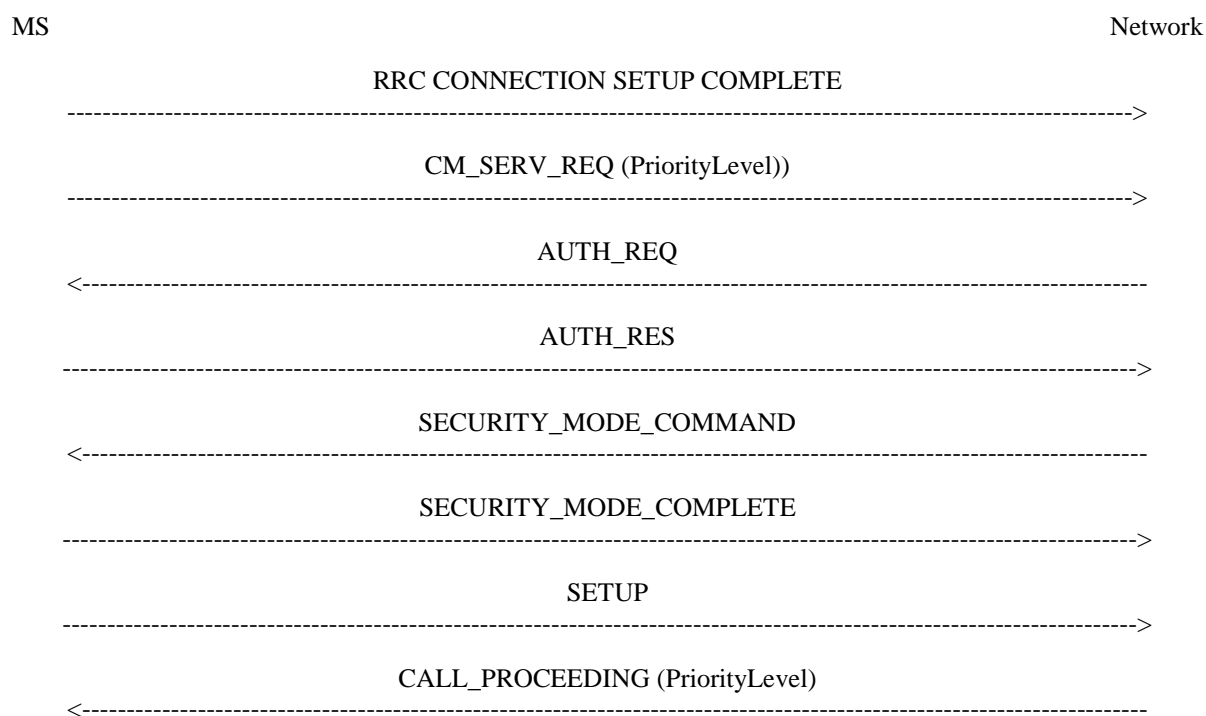 MS Network
RRC CONNECTION SETUP COMPLETE
CM_SERV_REQ (PriorityLevel))
AUTH_REQ
AUTH_RES
SECURITY_MODE_COMMAND
SECURITY_MODE_COMPLETE
SETUP
CALL_PROCEEDING (PriorityLevel)